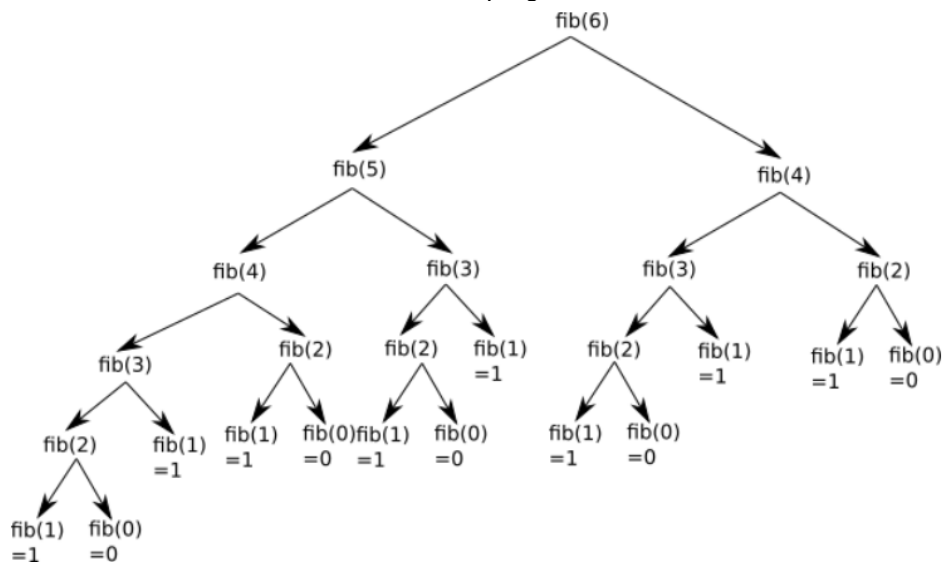 fib(6)
fib(5)
fib(4)
fib(4)
fib(3)
fib(3)
fib(2)
fib(3)
fib(2)
fib(2)
fib(1)
=1
fib(2)
fib(1)
=1
fib(1)
=1
fib(0)
=0
fib(2)
fib(1)
=1
fib(1)
=1
fib(0)
=0
fib(1)
=1
fib(0)
=0
fib(1)
=1
fib(0)
=0
fib(1)
=1
fib(0)
=0